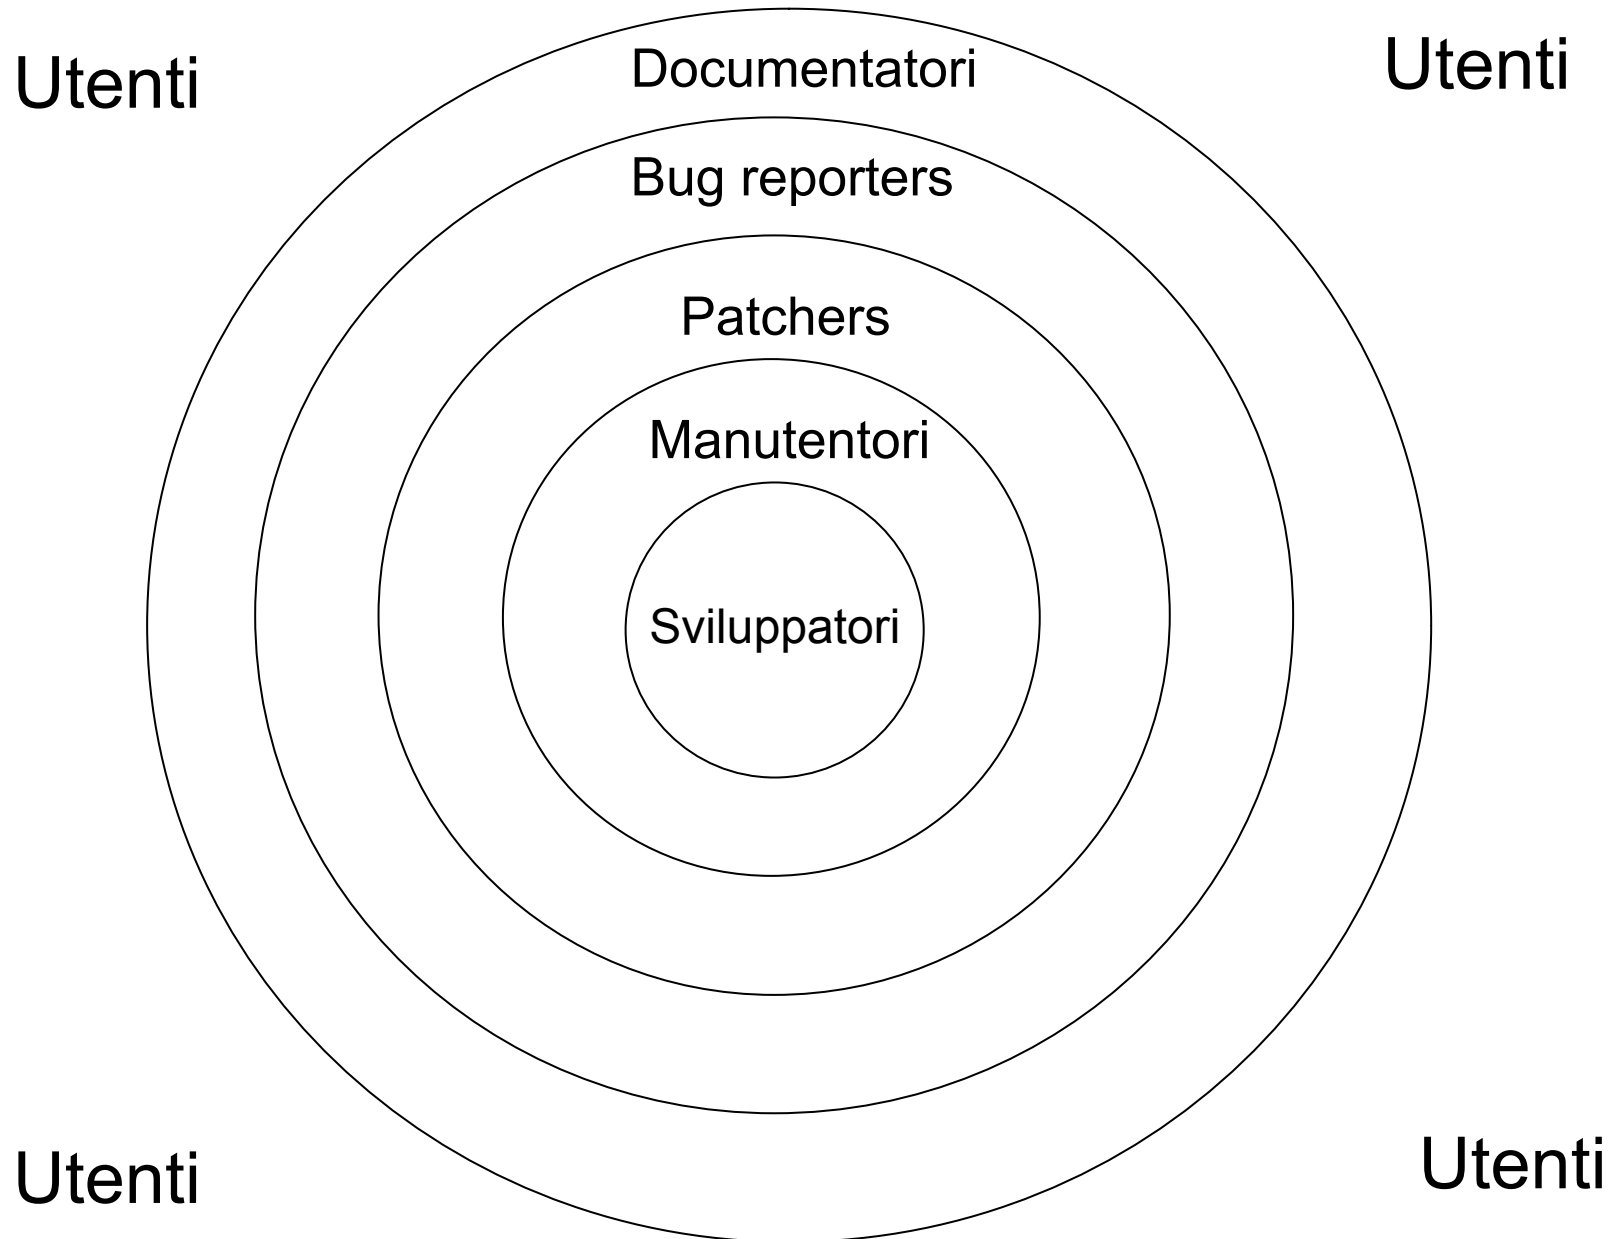 Utenti
Utenti
Documentatori
Bug reporters
Patchers
Manutentori
Sviluppatori
Utenti
Utenti